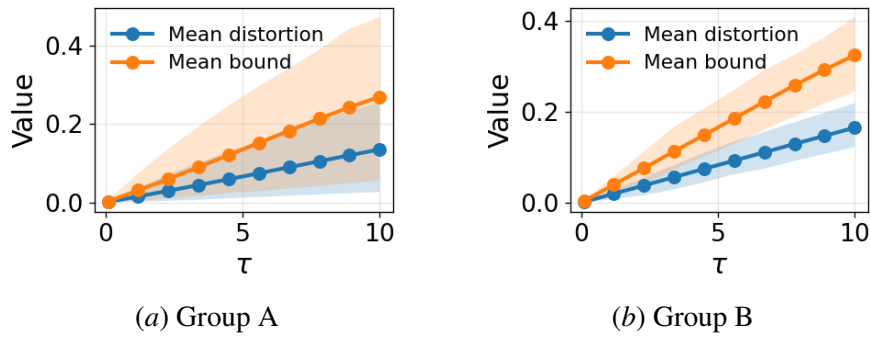 Mean distortion
Mean bound
Value
0.4
0.2
0.0
0
5
10
τ
(a) Group A
Mean distortion
Mean bound
Value
0.4
0.2
0.0
0
5
10
τ
(b) Group B